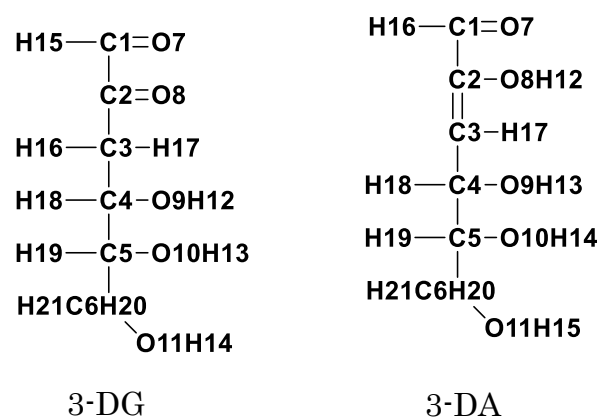 H15—C1=O7
C2=O8
H16—C3—H17
H18—C4—O9H12
H19—C5—O10H13
H21C6H20
O11H14
3-DG
H16—C1=O7
C2—O8H12
C3—H17
H18—C4—O9H13
H19—C5—O10H14
H21C6H20
O11H15
3-DA